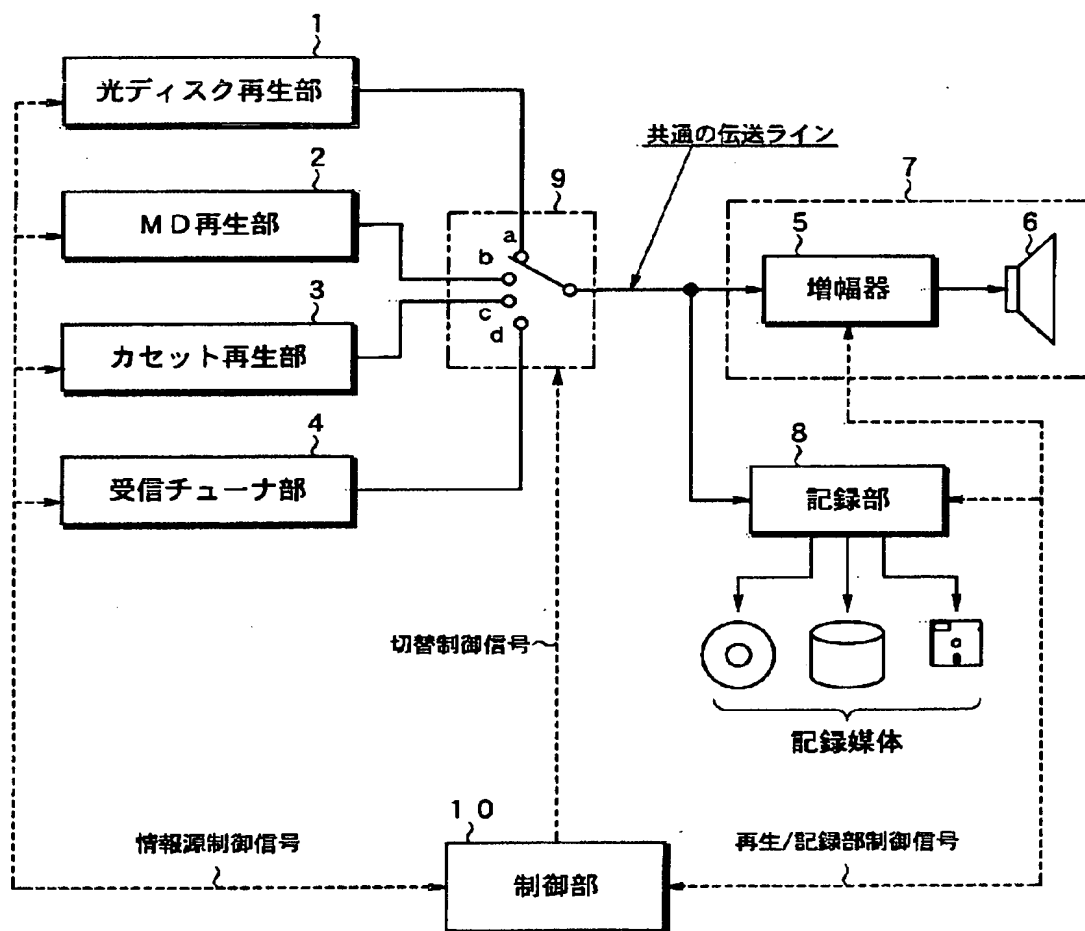 1
光ディスク再生部
2
MD再生部
3
カセット再生部
4
受信チューナ部
9
a
b
c
d
共通の伝送ライン
7
5
増幅器
6
8
記録部
記録媒体
切替制御信号
情報源制御信号
10
制御部
再生/記録部制御信号